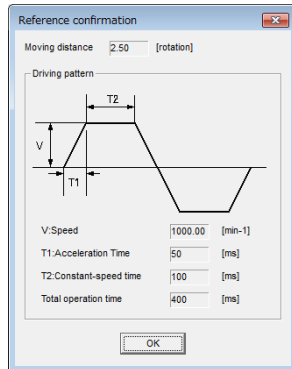 Reference confirmation
Moving distance 2.50 [rotation]
Driving pattern
T2
V
T1
V:Speed 1000.00 [min-1]
T1:Acceleration Time 50 [ms]
T2:Constant-speed time 100 [ms]
Total operation time 400 [ms]
OK